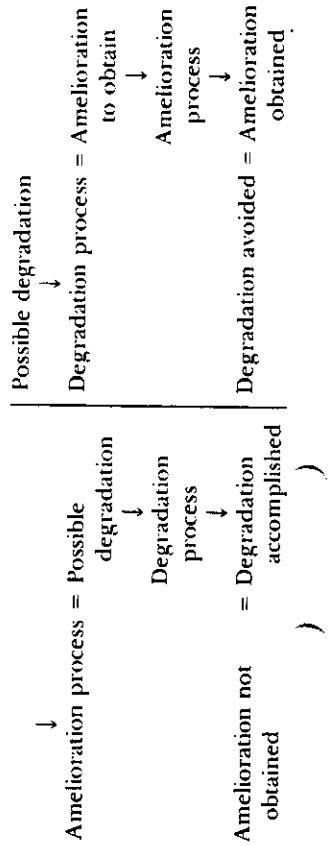 ↓
Amelioration process = Possible
degradation
↓
Degradation
process
↓
Amelioration not = Degradation
obtained accomplished
Possible degradation
↓
Degradation process = Amelioration
to obtain
↓
Amelioration
process
↓
Degradation avoided = Amelioration
obtained